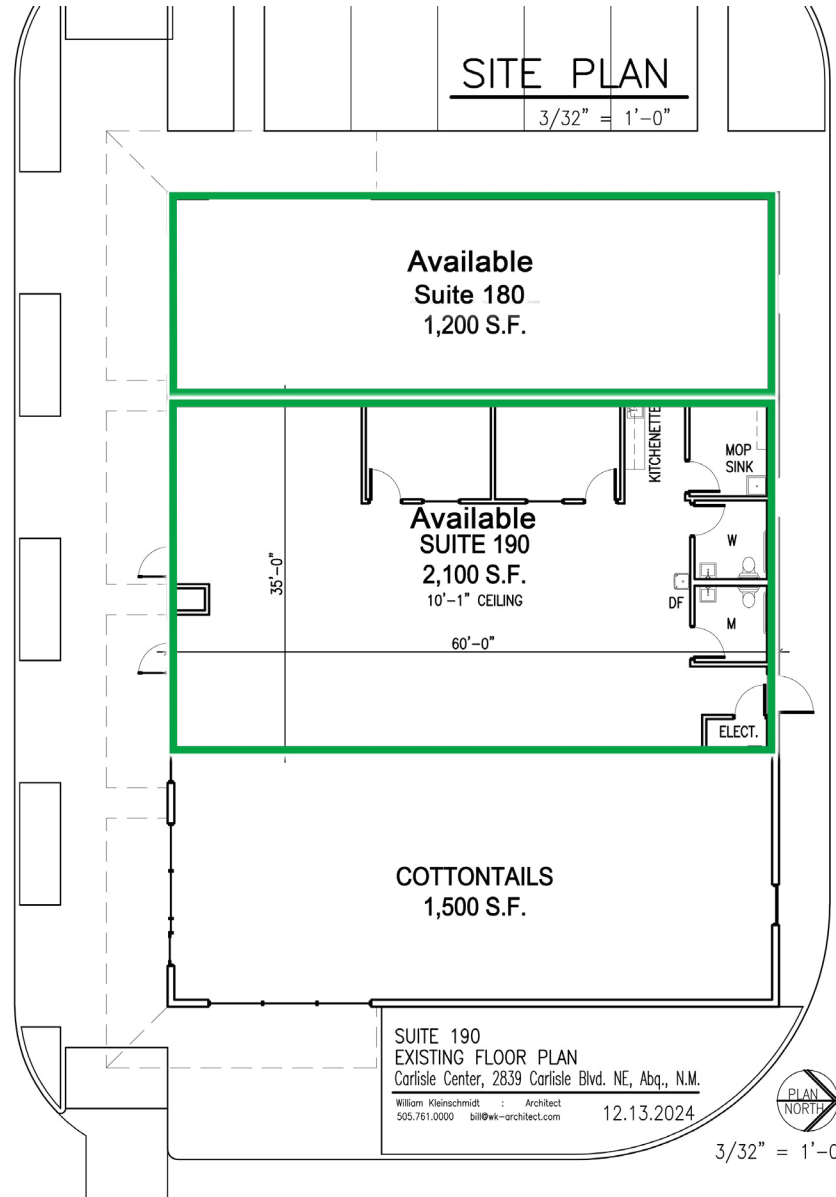 SITE PLAN
3/32" = 1'-0"
Available
Suite 180
1,200 S.F.
KITCHENETTE
MOP
SINK
Available
SUITE 190
2,100 S.F.
10'-1" CEILING
W
35'-0"
DF
M
60'-0"
ELECT.
COTTONTAILS
1,500 S.F.
SUITE 190
EXISTING FLOOR PLAN
Carlisle Center, 2839 Carlisle Blvd. NE, Abq., N.M.
William Kleinschmidt : Architect
505.761.0000 bill@wk-architect.com
12.13.2024
PLAN
NORTH
3/32" = 1'-0